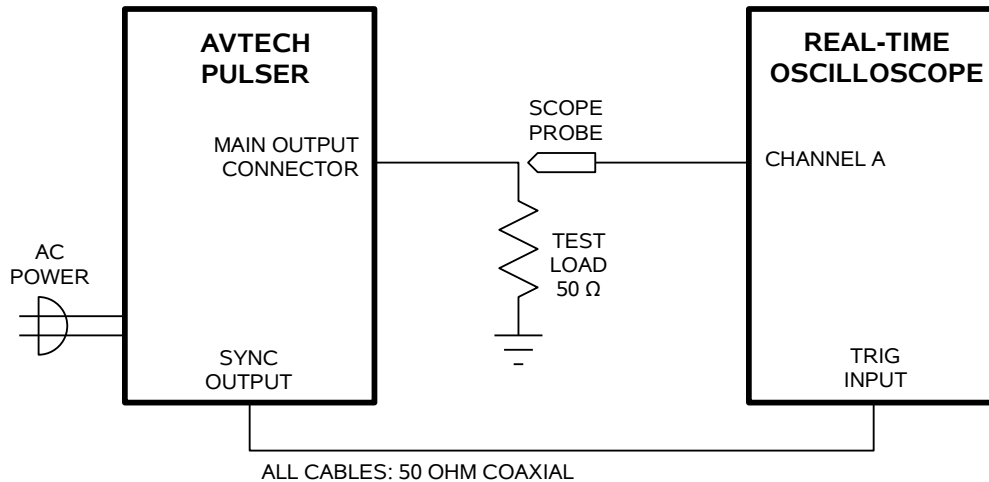 AVTECH
PULSER
REAL-TIME
OSCILLOSCOPE
SCOPE
PROBE
MAIN OUTPUT
CONNECTOR
CHANNEL A
TEST
LOAD
50 Ω
AC
POWER
SYNC
OUTPUT
TRIG
INPUT
ALL CABLES: 50 OHM COAXIAL